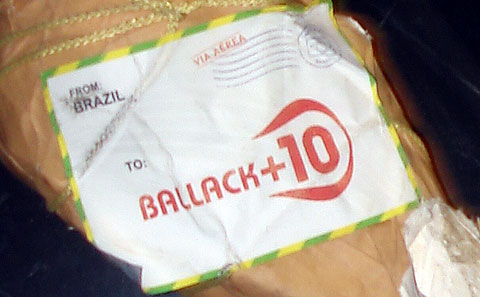 VIA AÉREA
FROM:
BRAZIL
TO:
BALLACK+10